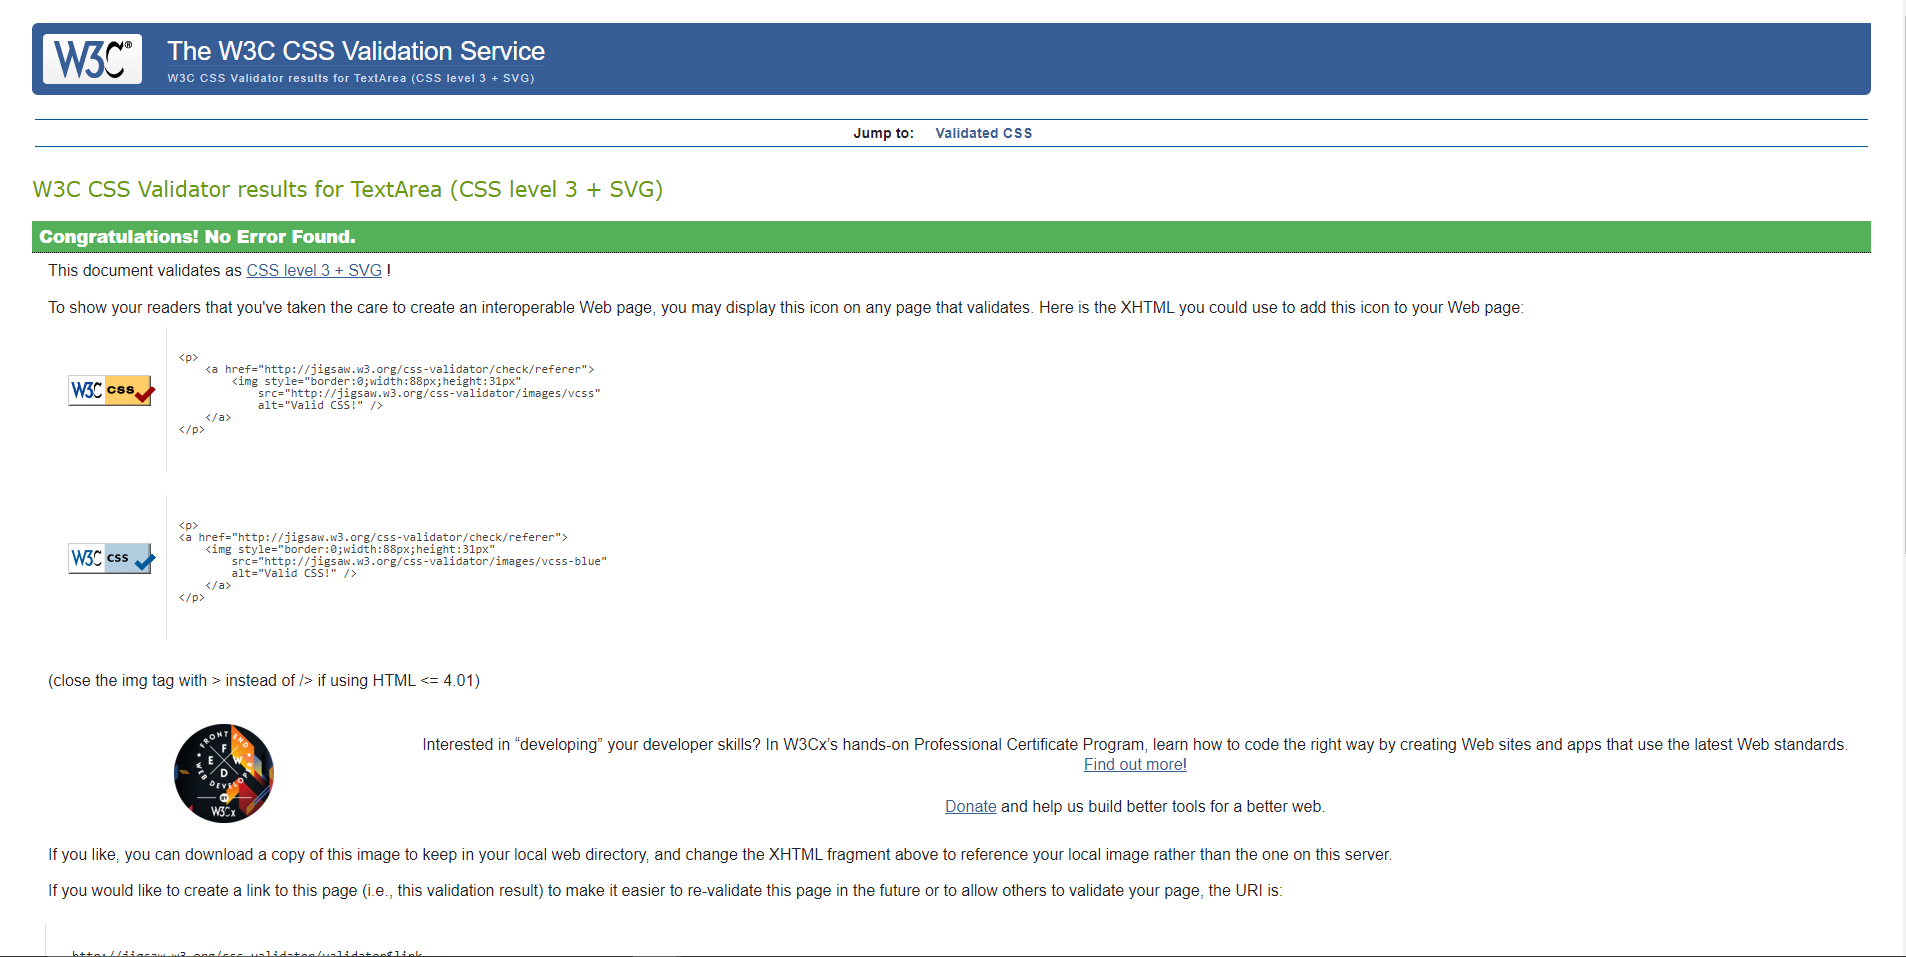 W3C®
The W3C CSS Validation Service
W3C CSS Validator results for TextArea (CSS level 3 + SVG)
Jump to: Validated CSS
W3C CSS Validator results for TextArea (CSS level 3 + SVG)
Congratulations! No Error Found.
This document validates as CSS level 3 + SVG !
To show your readers that you've taken the care to create an interoperable Web page, you may display this icon on any page that validates. Here is the XHTML you could use to add this icon to your Web page:
W3C css
<p>
<a href="http://jigsaw.w3.org/css-validator/check/referer">
<img style="border:0;width:88px;height:31px"
src="http://jigsaw.w3.org/css-validator/images/vcss"
alt="Valid CSS!" />
</a>
</p>
W3C css
<p>
<a href="http://jigsaw.w3.org/css-validator/check/referer">
<img style="border:0;width:88px;height:31px"
src="http://jigsaw.w3.org/css-validator/images/vcss-blue"
alt="Valid CSS!" />
</a>
</p>
(close the img tag with > instead of /> if using HTML <= 4.01)
FRONT END
F E W D
WEB DEVELOPER
W3Cx
Interested in “developing” your developer skills? In W3Cx’s hands-on Professional Certificate Program, learn how to code the right way by creating Web sites and apps that use the latest Web standards.
Find out more!
Donate and help us build better tools for a better web.
If you like, you can download a copy of this image to keep in your local web directory, and change the XHTML fragment above to reference your local image rather than the one on this server.
If you would like to create a link to this page (i.e., this validation result) to make it easier to re-validate this page in the future or to allow others to validate your page, the URI is:
http://jigsaw.w3.org/css-validator/validator$link